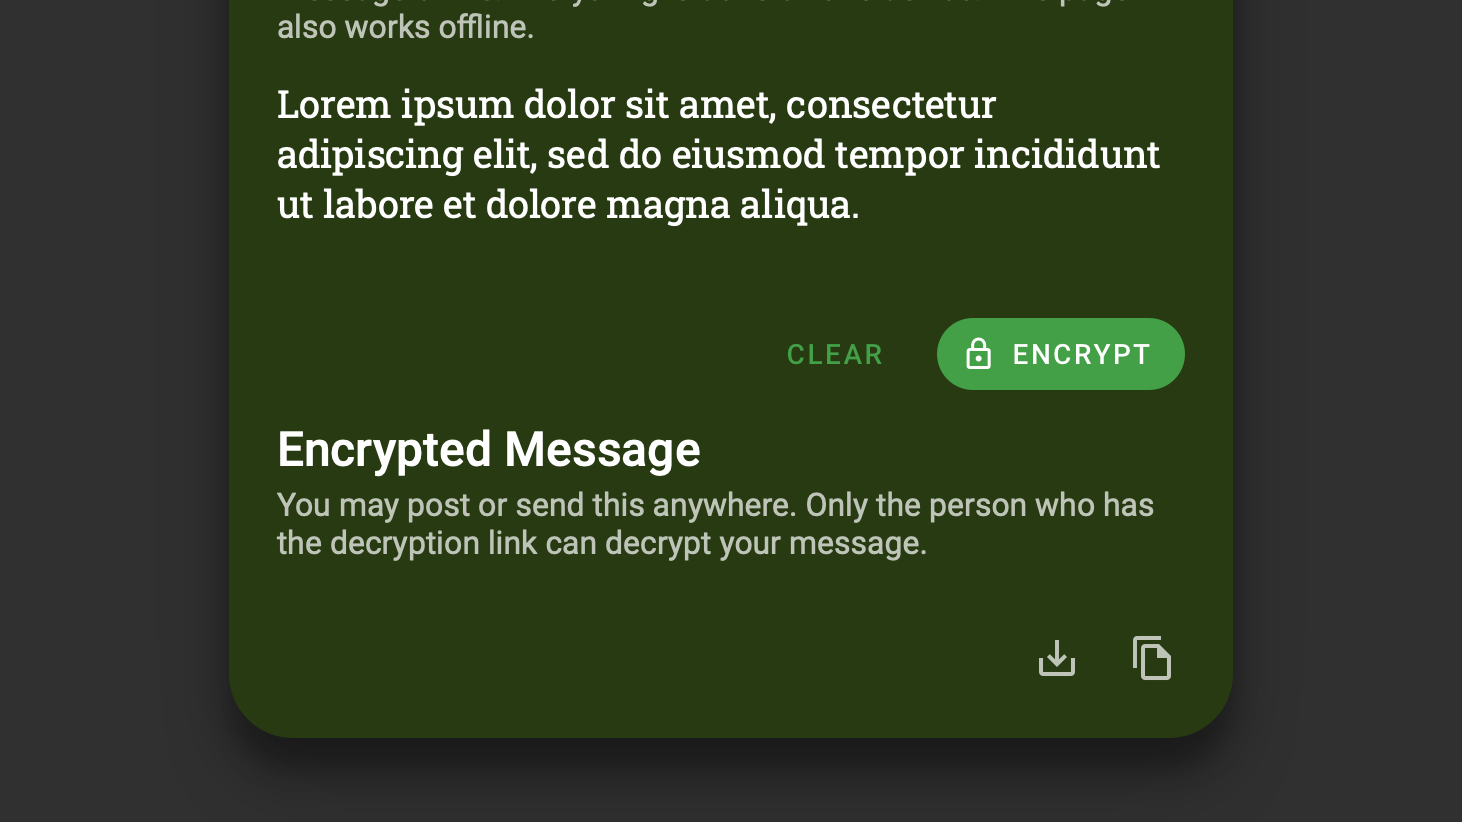 also works offline.
Lorem ipsum dolor sit amet, consectetur
adipiscing elit, sed do eiusmod tempor incididunt
ut labore et dolore magna aliqua.
CLEAR
ENCRYPT
Encrypted Message
You may post or send this anywhere. Only the person who has
the decryption link can decrypt your message.